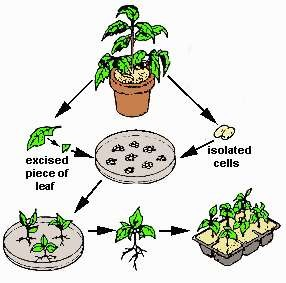 excised
piece of
leaf
isolated
cells